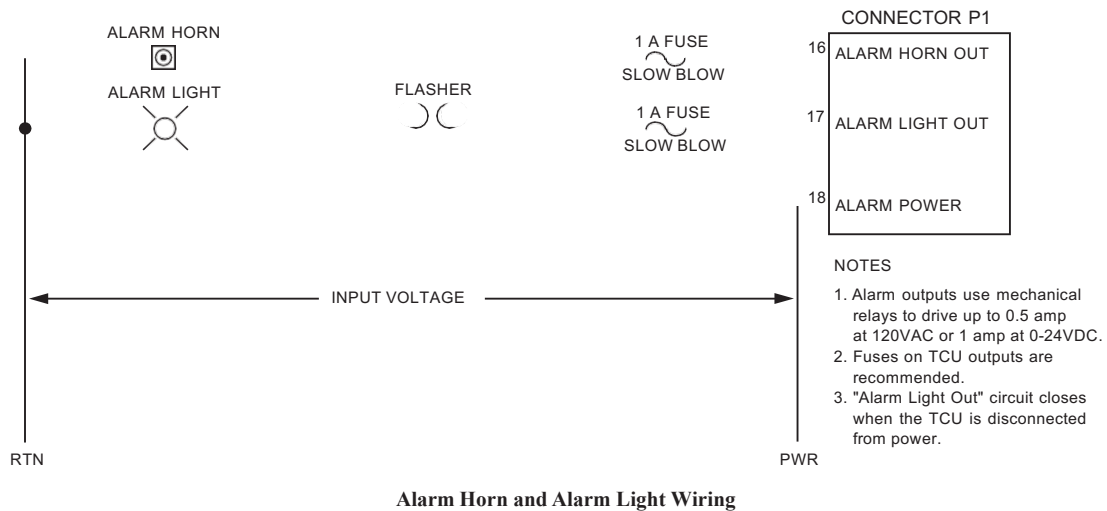 CONNECTOR P1
ALARM HORN
1 A FUSE
SLOW BLOW
16
ALARM HORN OUT
ALARM LIGHT
FLASHER
1 A FUSE
SLOW BLOW
17
ALARM LIGHT OUT
18
ALARM POWER
INPUT VOLTAGE
NOTES
1. Alarm outputs use mechanical
relays to drive up to 0.5 amp
at 120VAC or 1 amp at 0-24VDC.
2. Fuses on TCU outputs are
recommended.
3. "Alarm Light Out" circuit closes
when the TCU is disconnected
from power.
RTN
PWR
Alarm Horn and Alarm Light Wiring